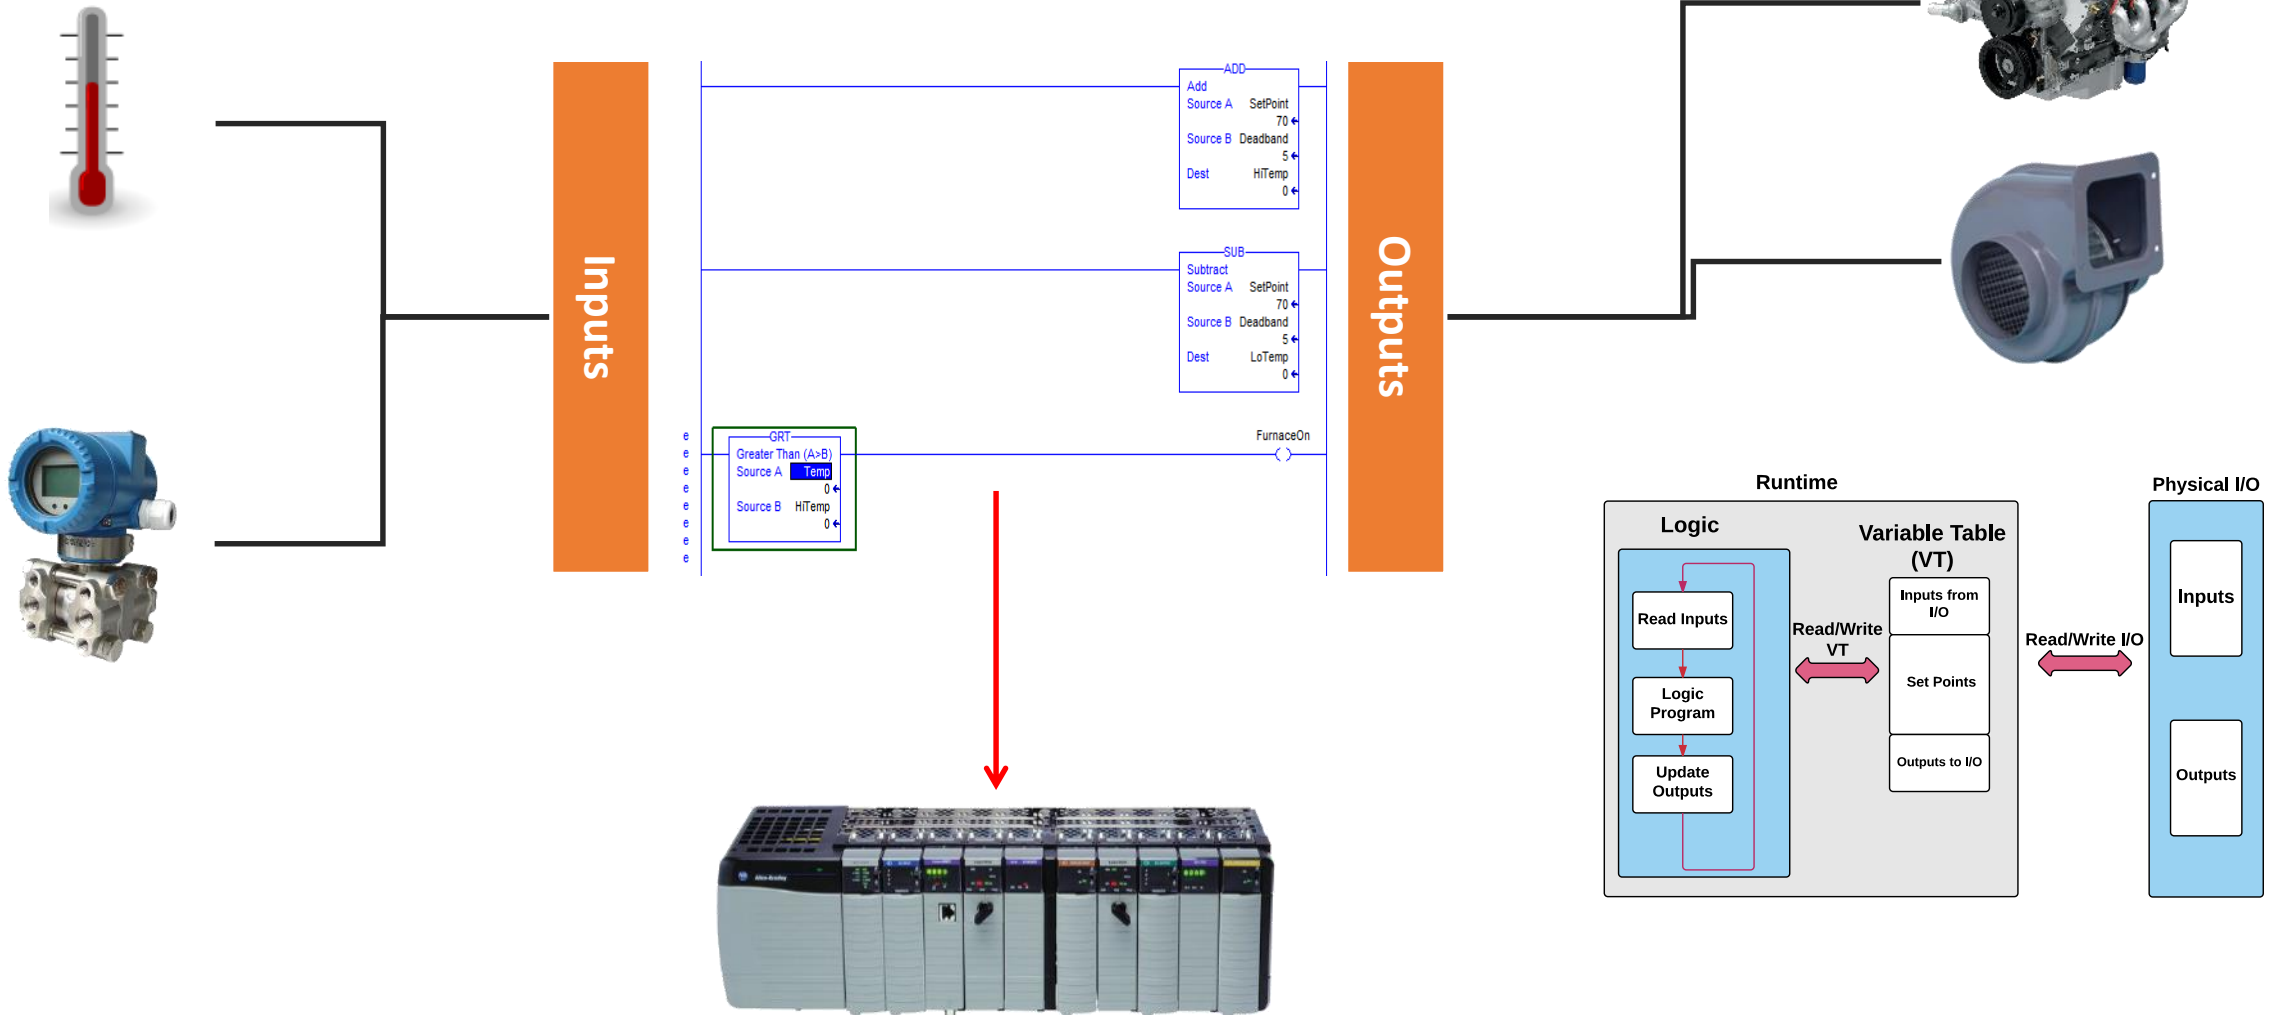 Inputs
ADD
Add
Source A SetPoint
70
Source B Deadband
5
Dest HiTemp
0
SUB
Subtract
Source A SetPoint
70
Source B Deadband
5
Dest LoTemp
0
e
e
e
e
e
e
e
e
GRT
Greater Than (A>B)
Source A Temp
0
Source B HiTemp
0
FurnaceOn
Outputs
Runtime
Logic
Read Inputs
Logic
Program
Update
Outputs
Read/Write
VT
Variable Table
(VT)
Inputs from
I/O
Set Points
Outputs to I/O
Read/Write I/O
Physical I/O
Inputs
Outputs
Allen-Bradley